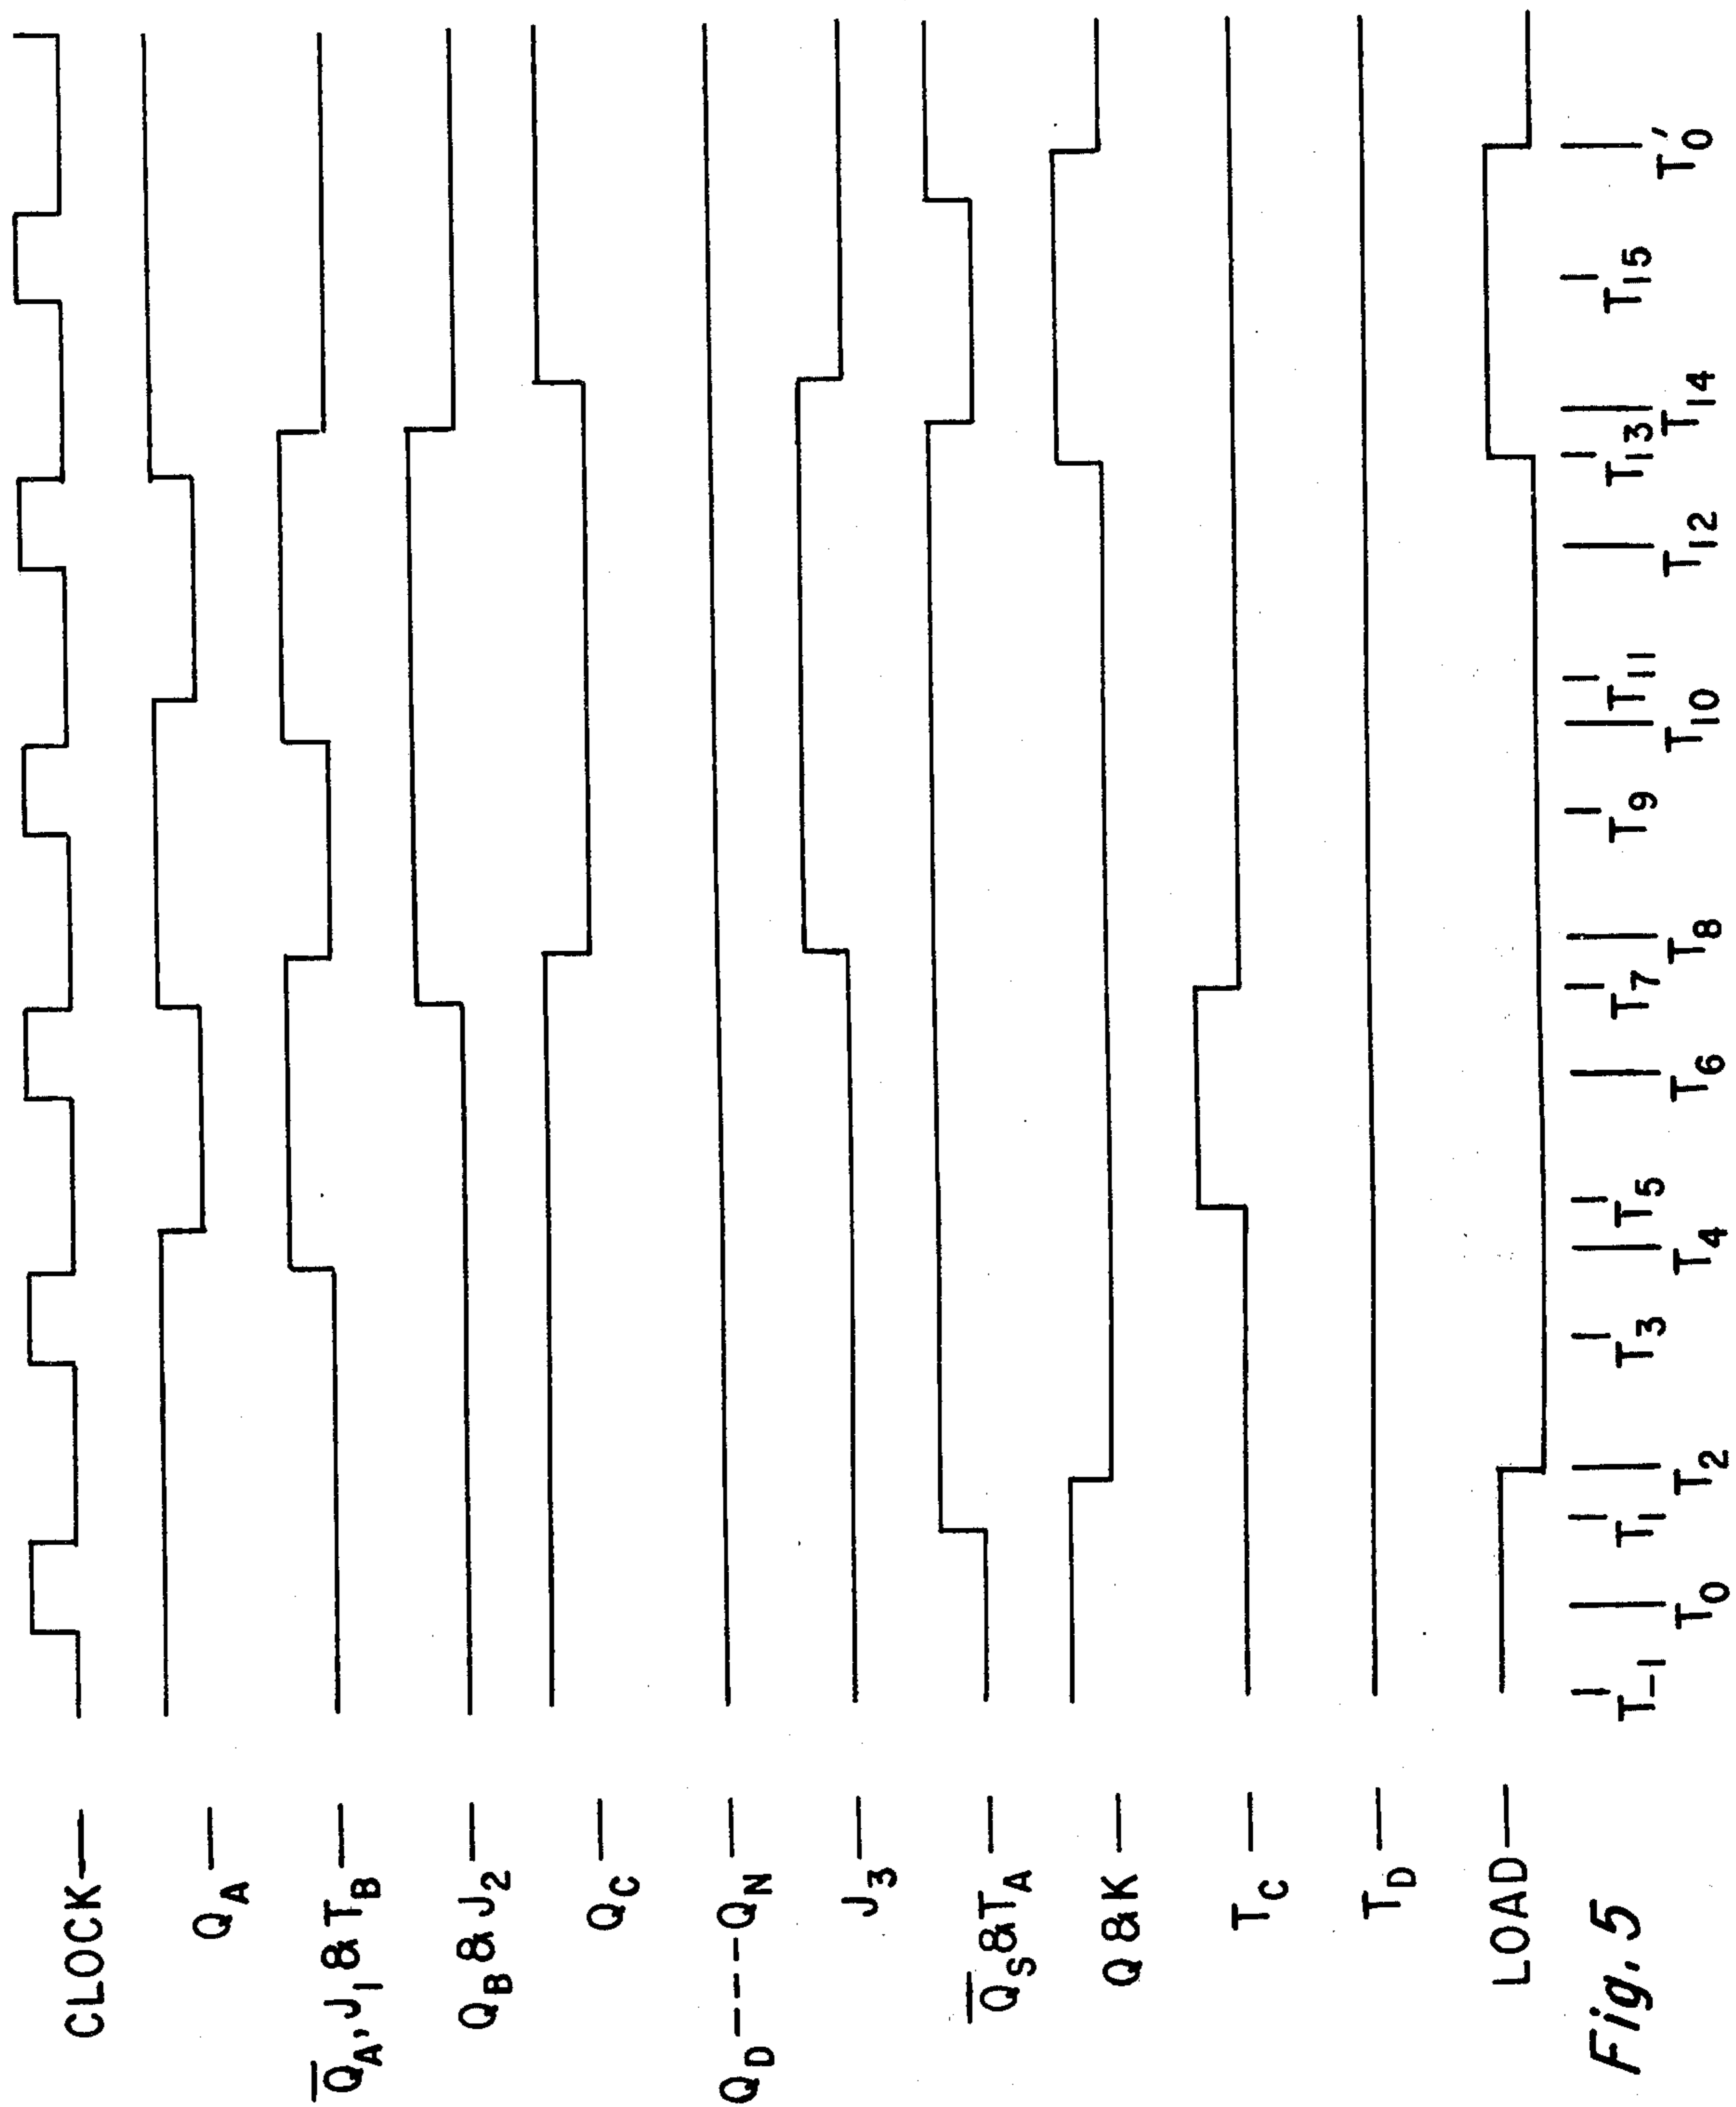 CLOCK—
Q_A —
Q̅_A, J_1 & T_B —
Q_B & J_2 —
Q_C —
Q_D ----Q_N —
J_3 —
Q̅_S & T_A —
Q & K —
T_C —
T_D —
LOAD—
T_-1 T_0 T_1 T_2 T_3 T_4 T_5 T_6 T_7 T_8 T_9 T_10 T_11 T_12 T_13 T_14 T_15 T_0'
Fig. 5